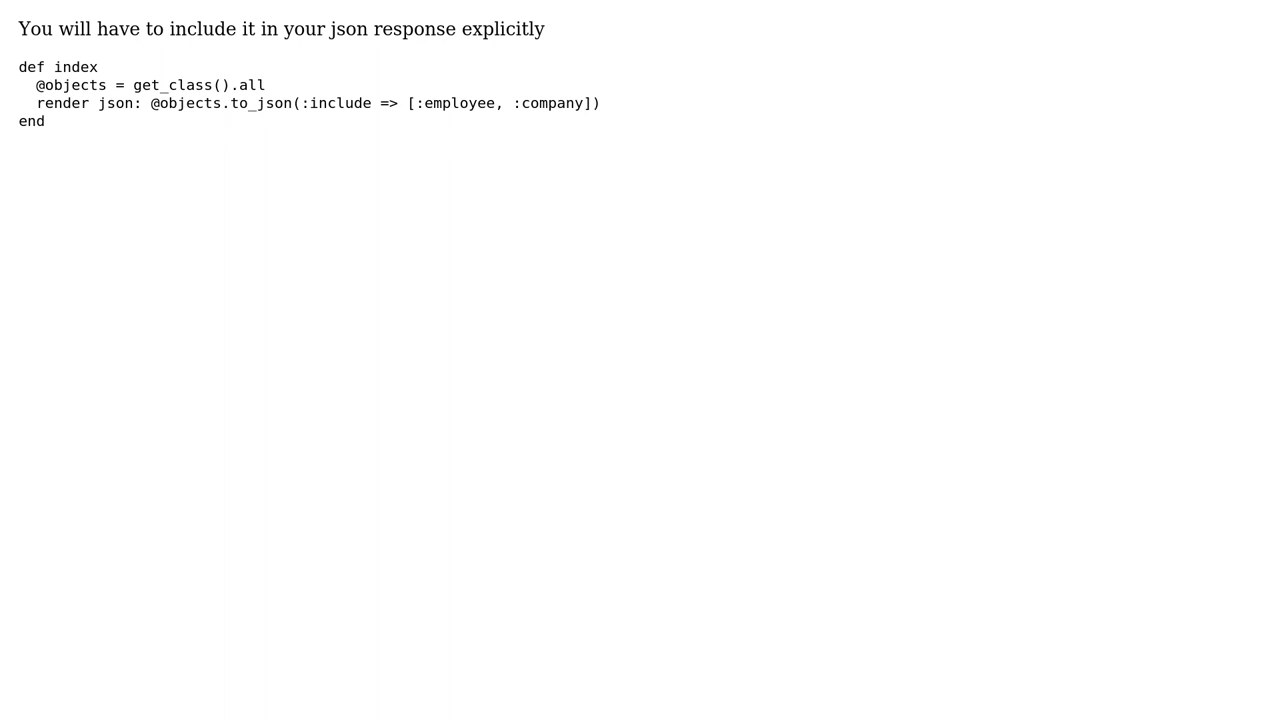 You will have to include it in your json response explicitly
def index
  @objects = get_class().all
  render json: @objects.to_json(:include => [:employee, :company])
end